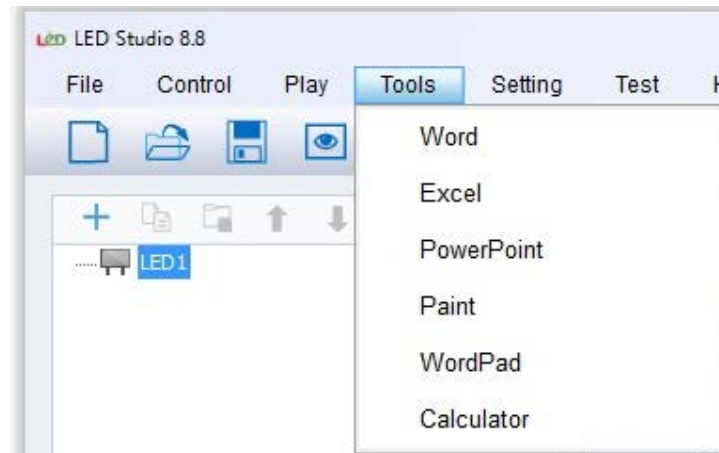 LED LED Studio 8.8
File Control Play Tools Setting Test
Word
Excel
PowerPoint
Paint
WordPad
Calculator
LED1